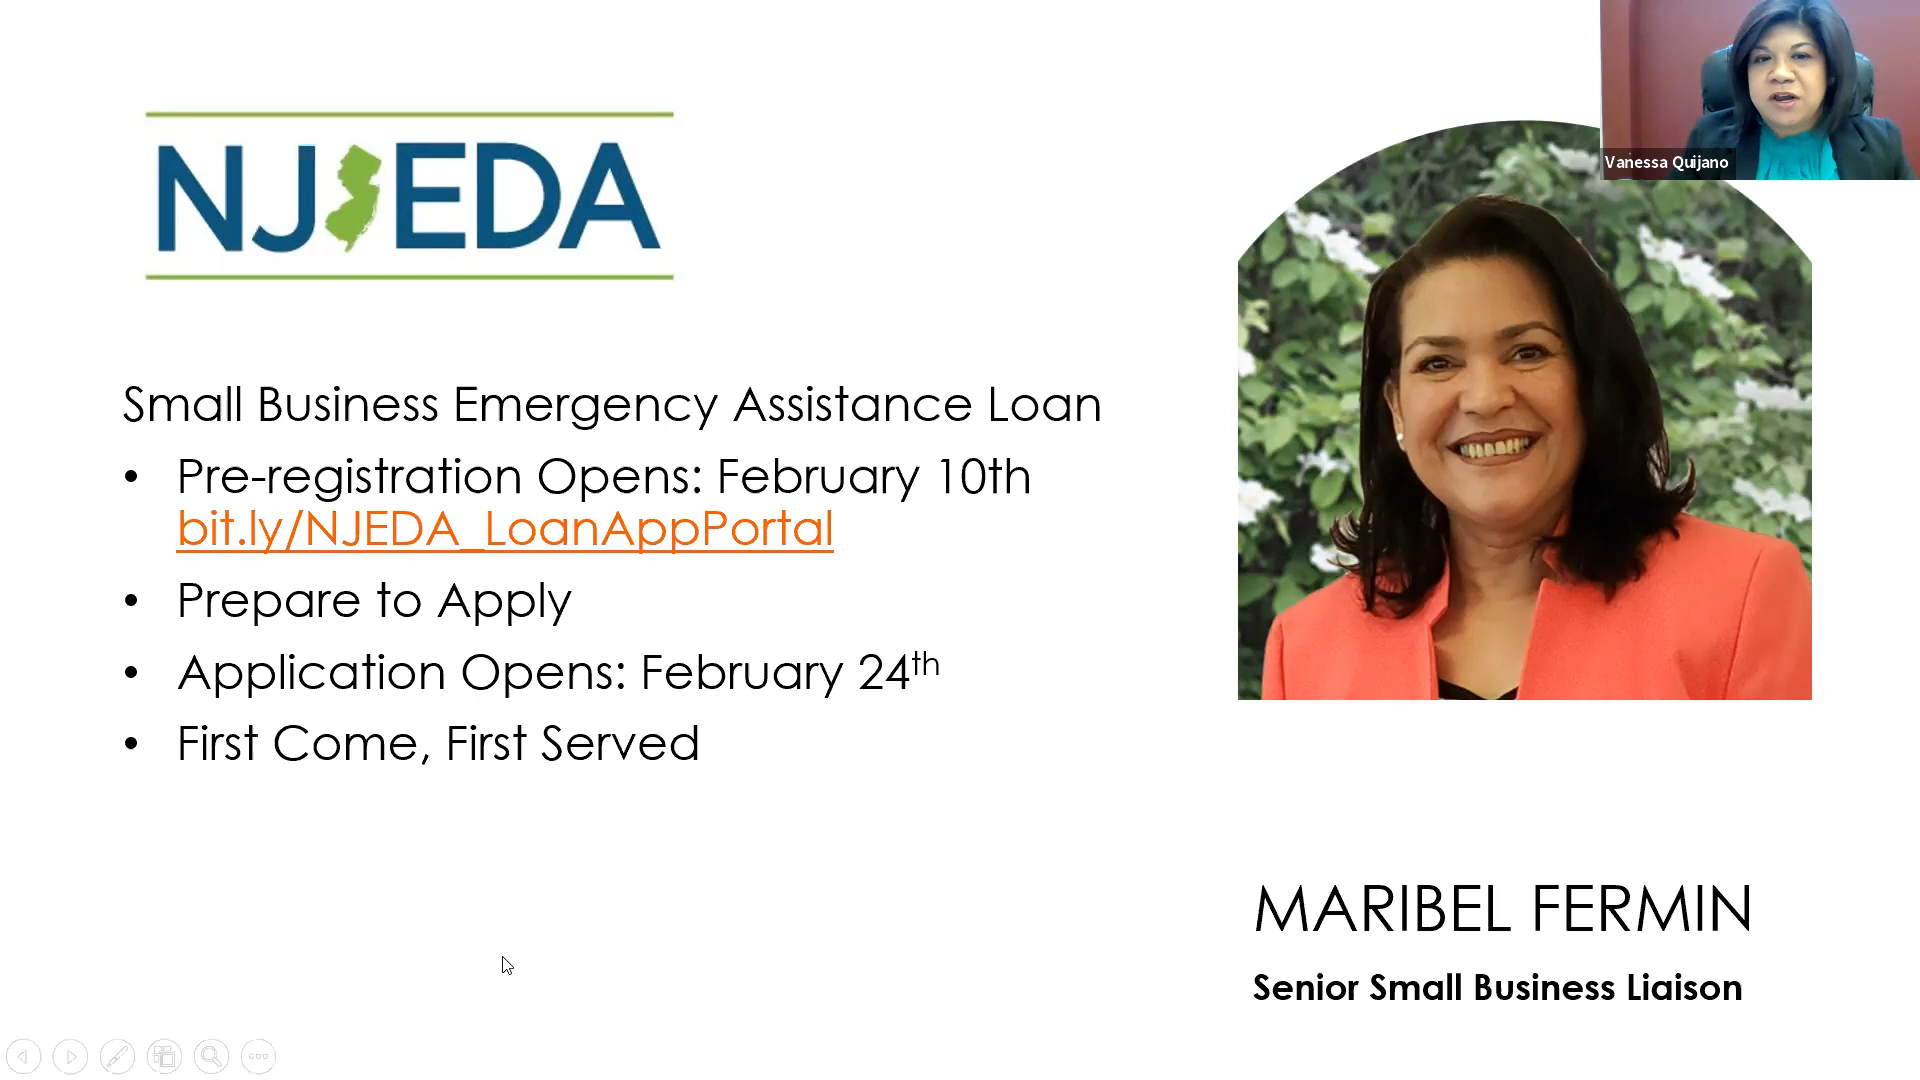 NJEDA
Vanessa Quijano
Small Business Emergency Assistance Loan
• Pre-registration Opens: February 10th
bit.ly/NJEDA_LoanAppPortal
• Prepare to Apply
• Application Opens: February 24th
• First Come, First Served
MARIBEL FERMIN
Senior Small Business Liaison